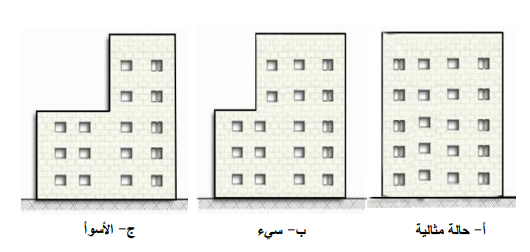 أ- حالة مثالية
ب- سيء
ج- الأسوأ